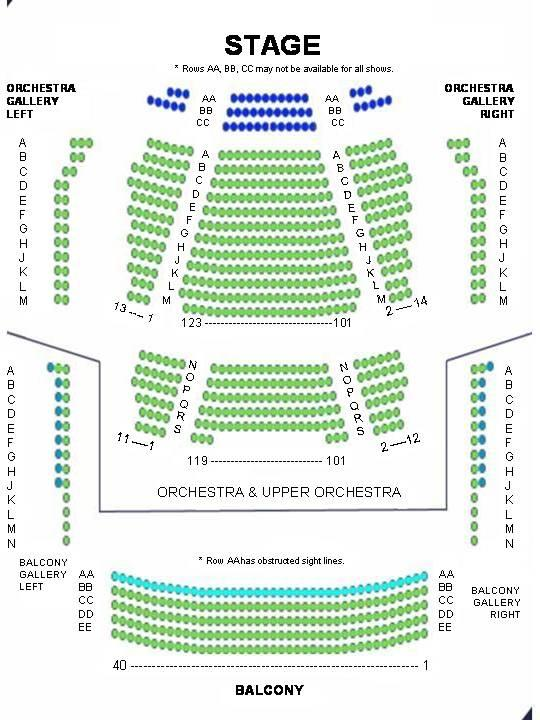 STAGE
* Rows AA, BB, CC may not be available for all shows.
ORCHESTRA
GALLERY
LEFT
ORCHESTRA
GALLERY
RIGHT
AA
BB
CC
AA
BB
CC
A
B
C
D
E
F
G
H
J
K
L
M
A
B
C
D
E
F
G
H
J
K
L
M
A
B
C
D
E
F
G
H
J
K
L
M
A
B
C
D
E
F
G
H
J
K
L
M
13 1
123 101
2 14
N
O
P
Q
R
S
N
O
P
Q
R
S
11 1
119 101
2 12
ORCHESTRA & UPPER ORCHESTRA
A
B
C
D
E
F
G
H
J
K
L
M
N
A
B
C
D
E
F
G
H
J
K
L
M
N
BALCONY
GALLERY
LEFT
* Row AA has obstructed sight lines.
AA
BB
CC
DD
EE
AA
BB
CC
DD
EE
BALCONY
GALLERY
RIGHT
40 1
BALCONY